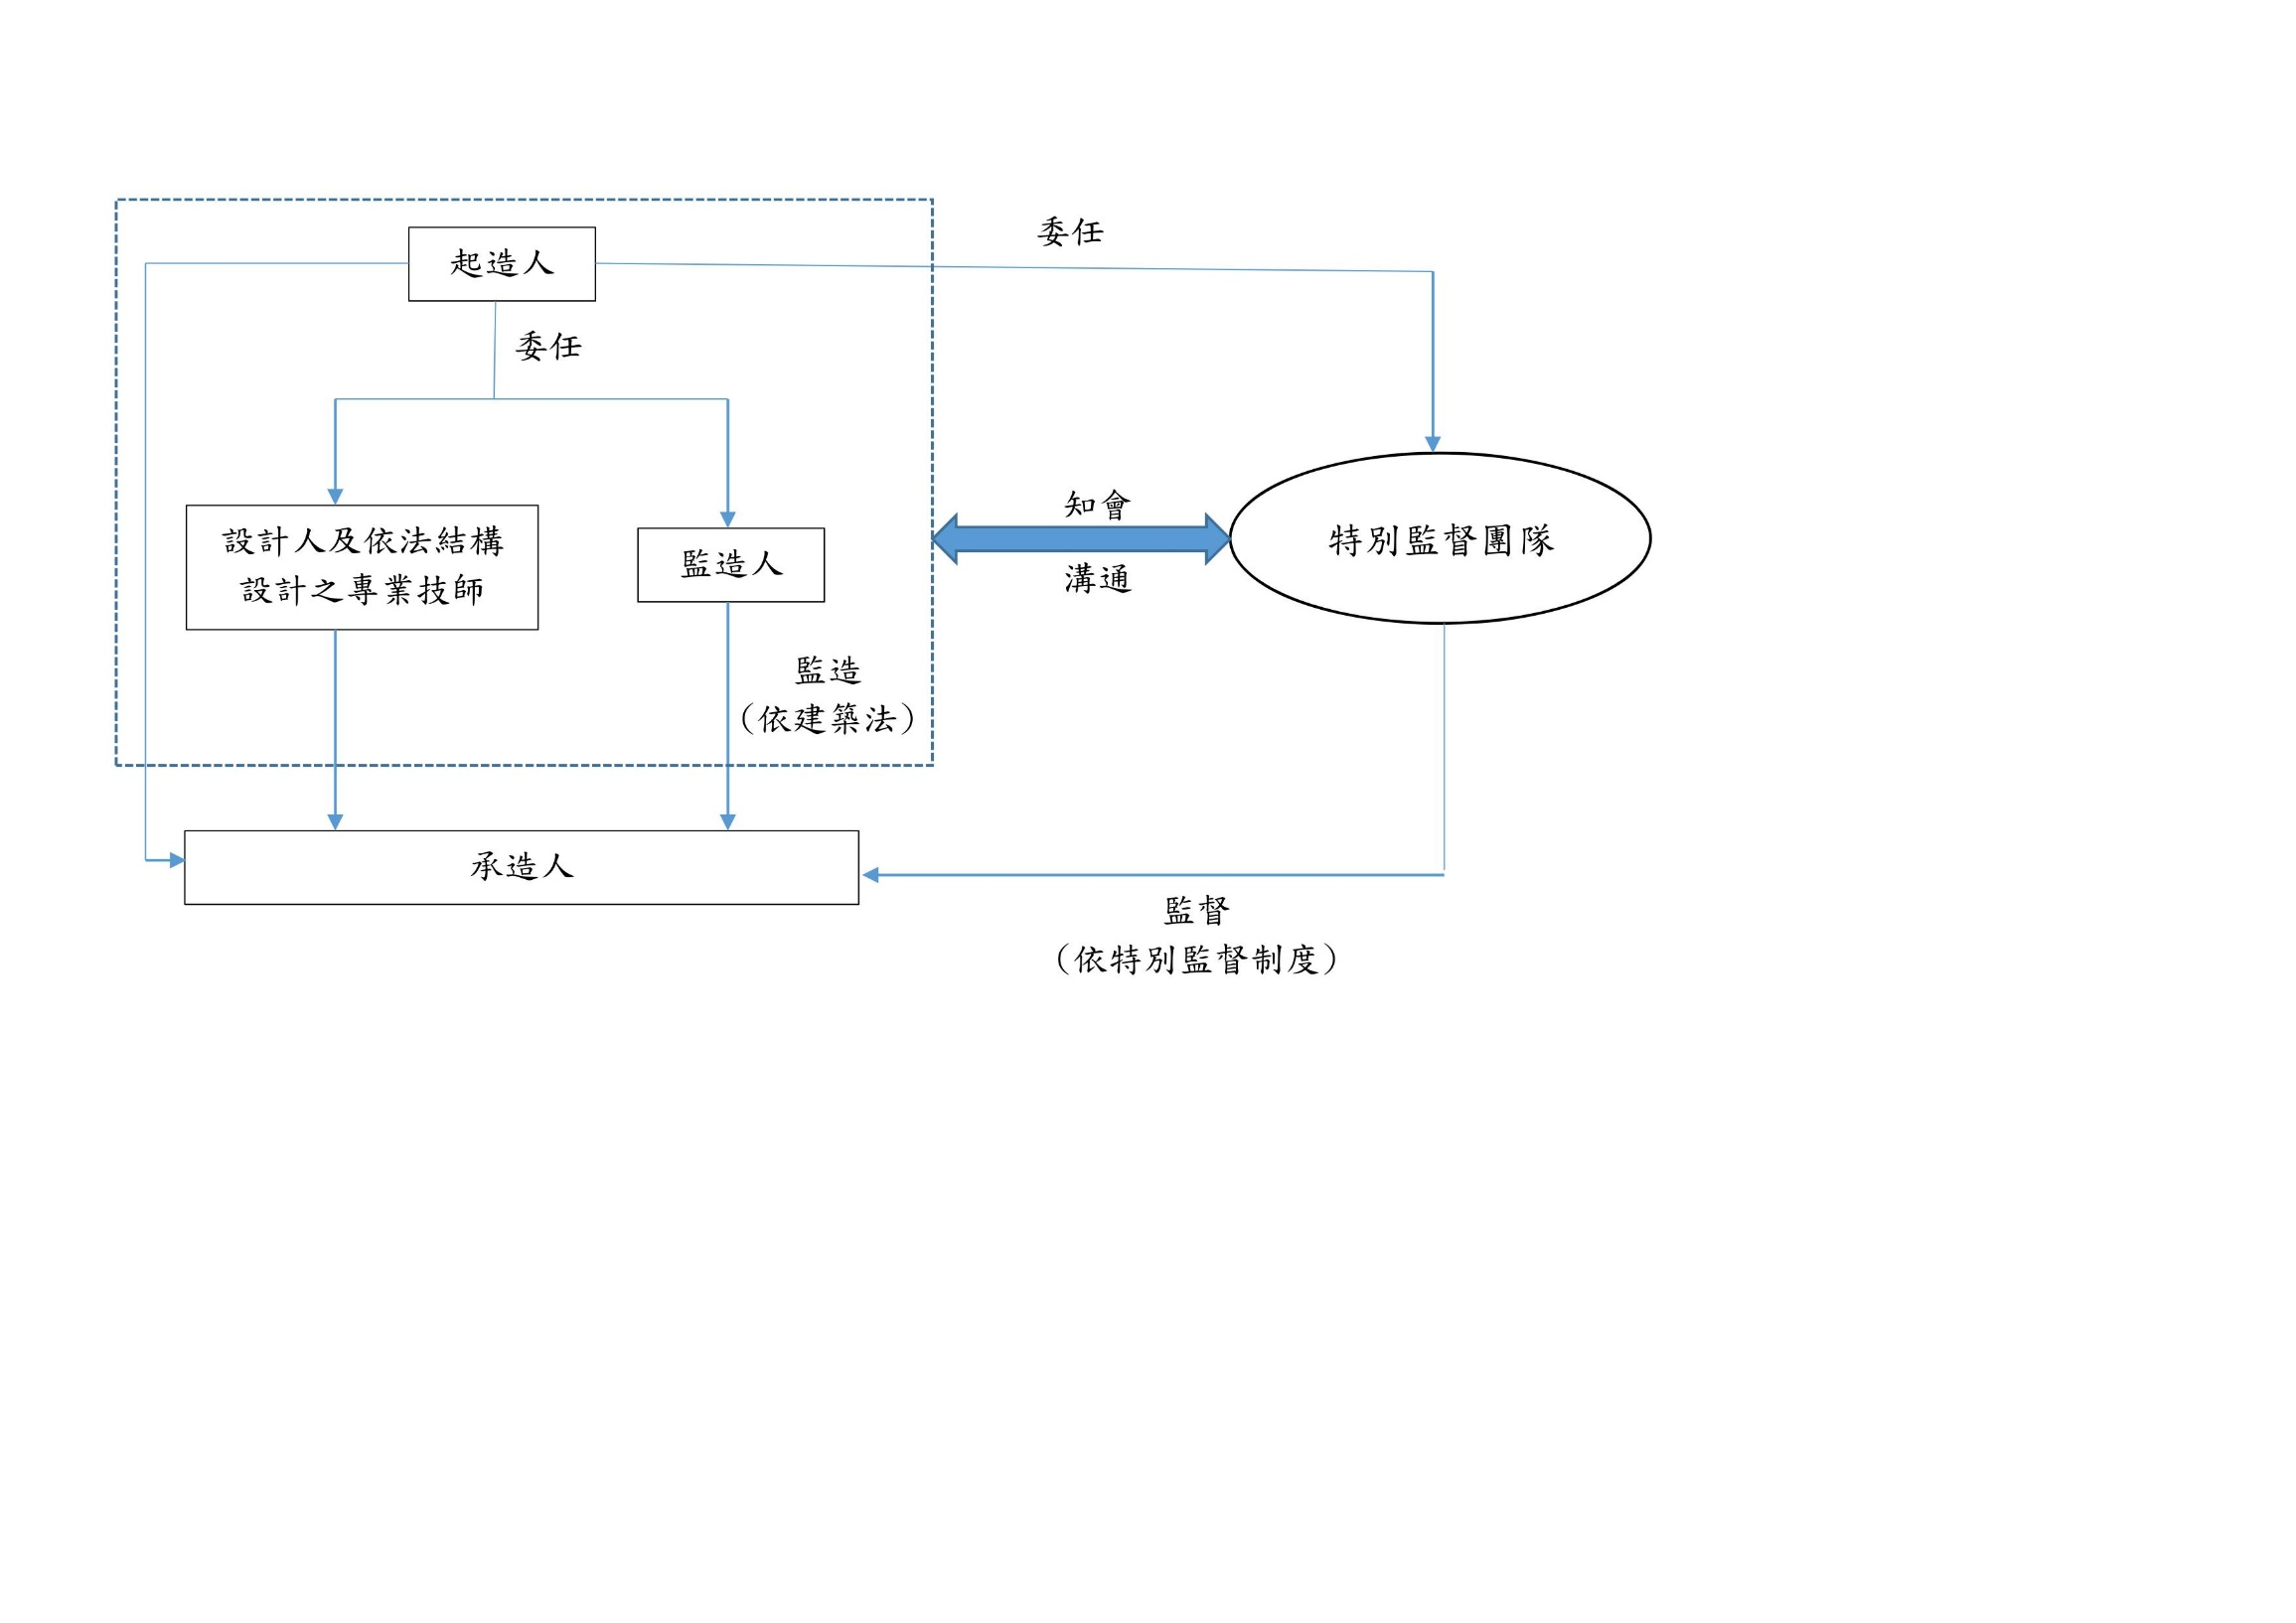 委任
起造人
委任
知會
設計人及依法結構
設計之專業技師
監造人
特別監督團隊
溝通
監造
（依建築法）
承造人
監督
（依特別監督制度）